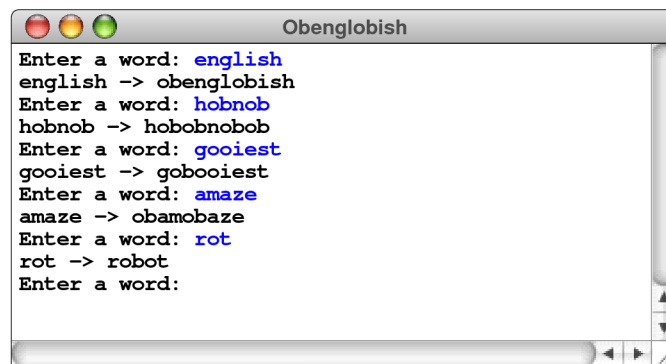 Obenglobish
Enter a word: english
english -> obenglobish
Enter a word: hobnob
hobnob -> hobobnobob
Enter a word: gooiest
gooiest -> gobooiest
Enter a word: amaze
amaze -> obamobaze
Enter a word: rot
rot -> robot
Enter a word: